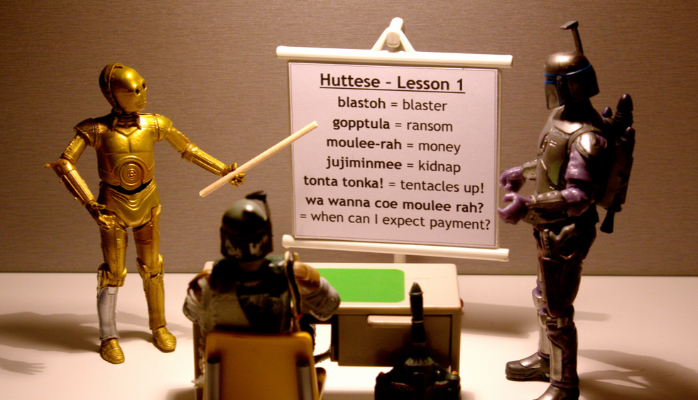 Huttese - Lesson 1
blastoh = blaster
gopptula = ransom
moulee-rah = money
jujiminmee = kidnap
tonta tonka! = tentacles up!
wa wanna coe moulee rah?
= when can I expect payment?